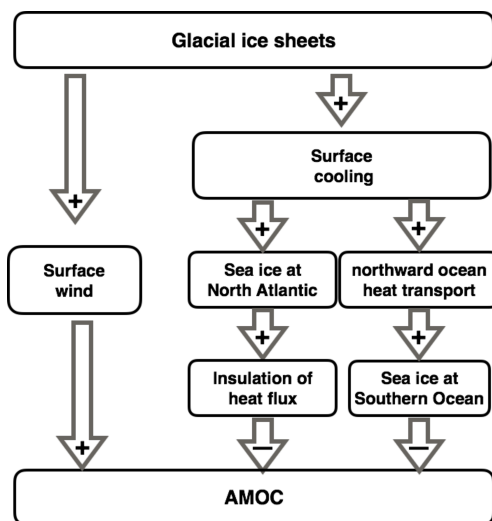 Glacial ice sheets
+
+
Surface
cooling
+
+
+
Surface
wind
Sea ice at
North Atlantic
northward ocean
heat transport
+
+
Insulation of
heat flux
Sea ice at
Southern Ocean
+
—
—
AMOC